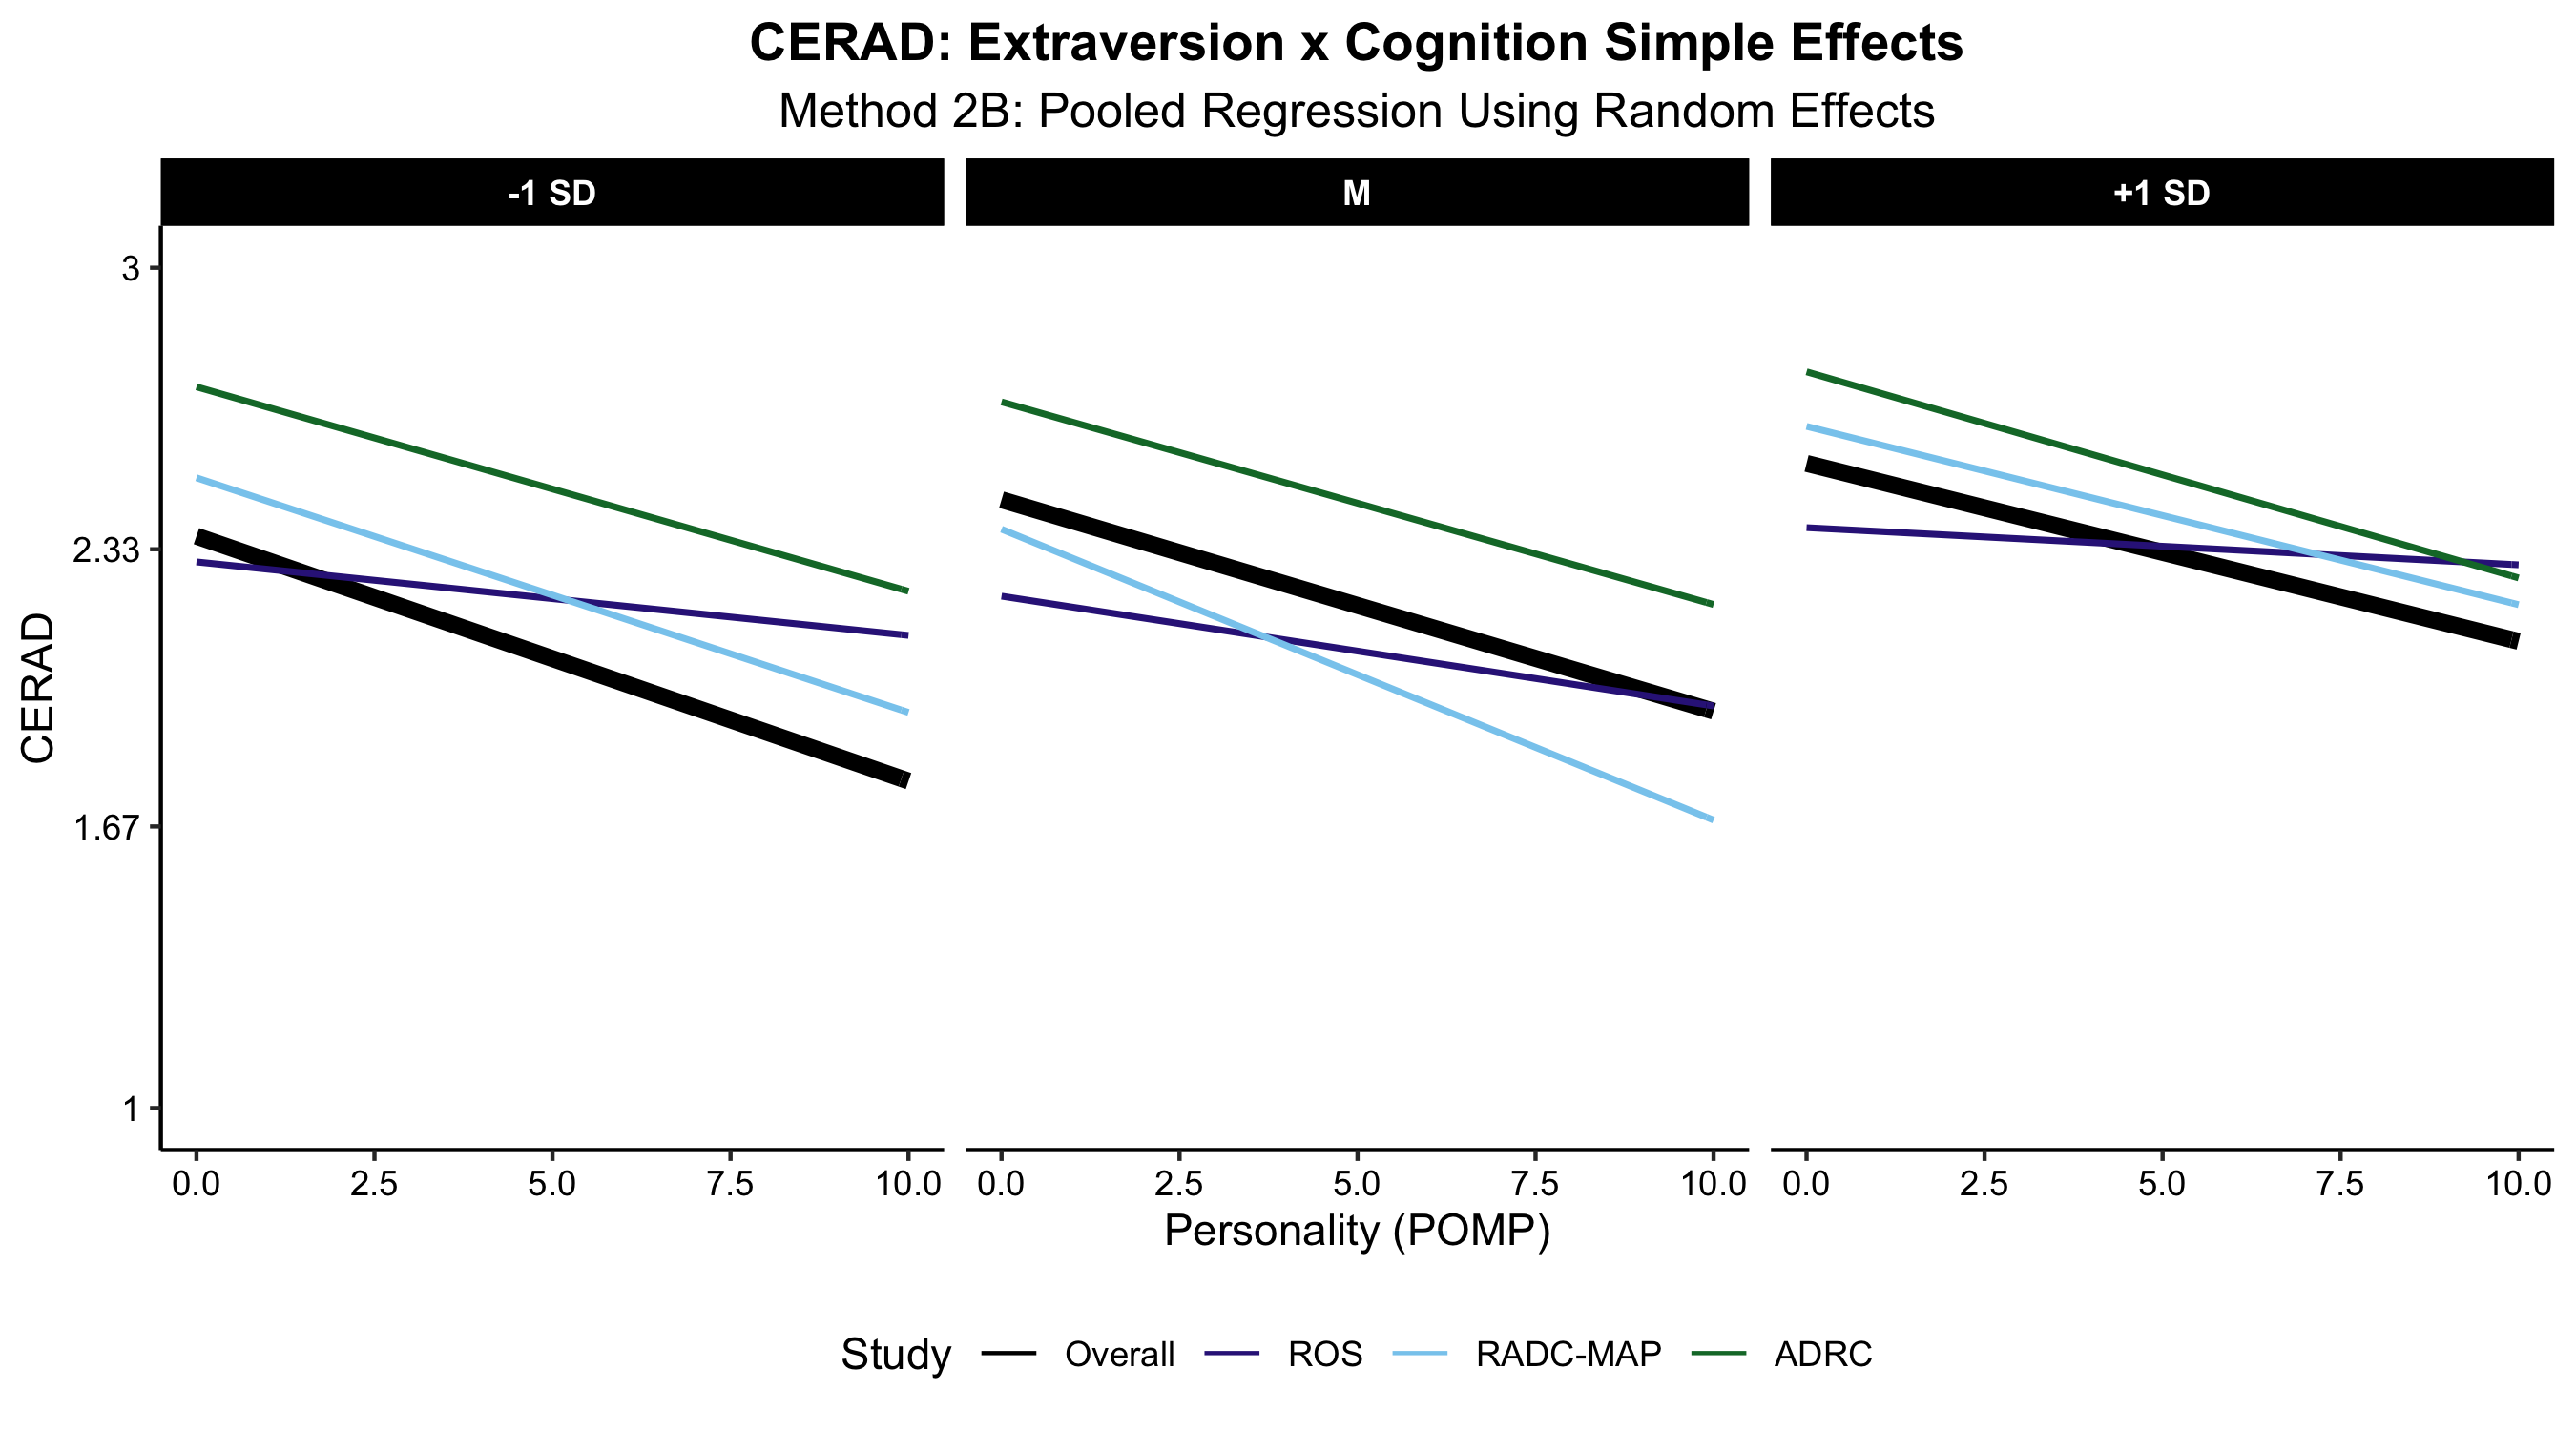 CERAD: Extraversion x Cognition Simple Effects
Method 2B: Pooled Regression Using Random Effects
-1 SD M +1 SD
3
2.33
1.67
1
CERAD
0.0 2.5 5.0 7.5 10.0 0.0 2.5 5.0 7.5 10.0 0.0 2.5 5.0 7.5 10.0
Personality (POMP)
Study Overall ROS RADC-MAP ADRC